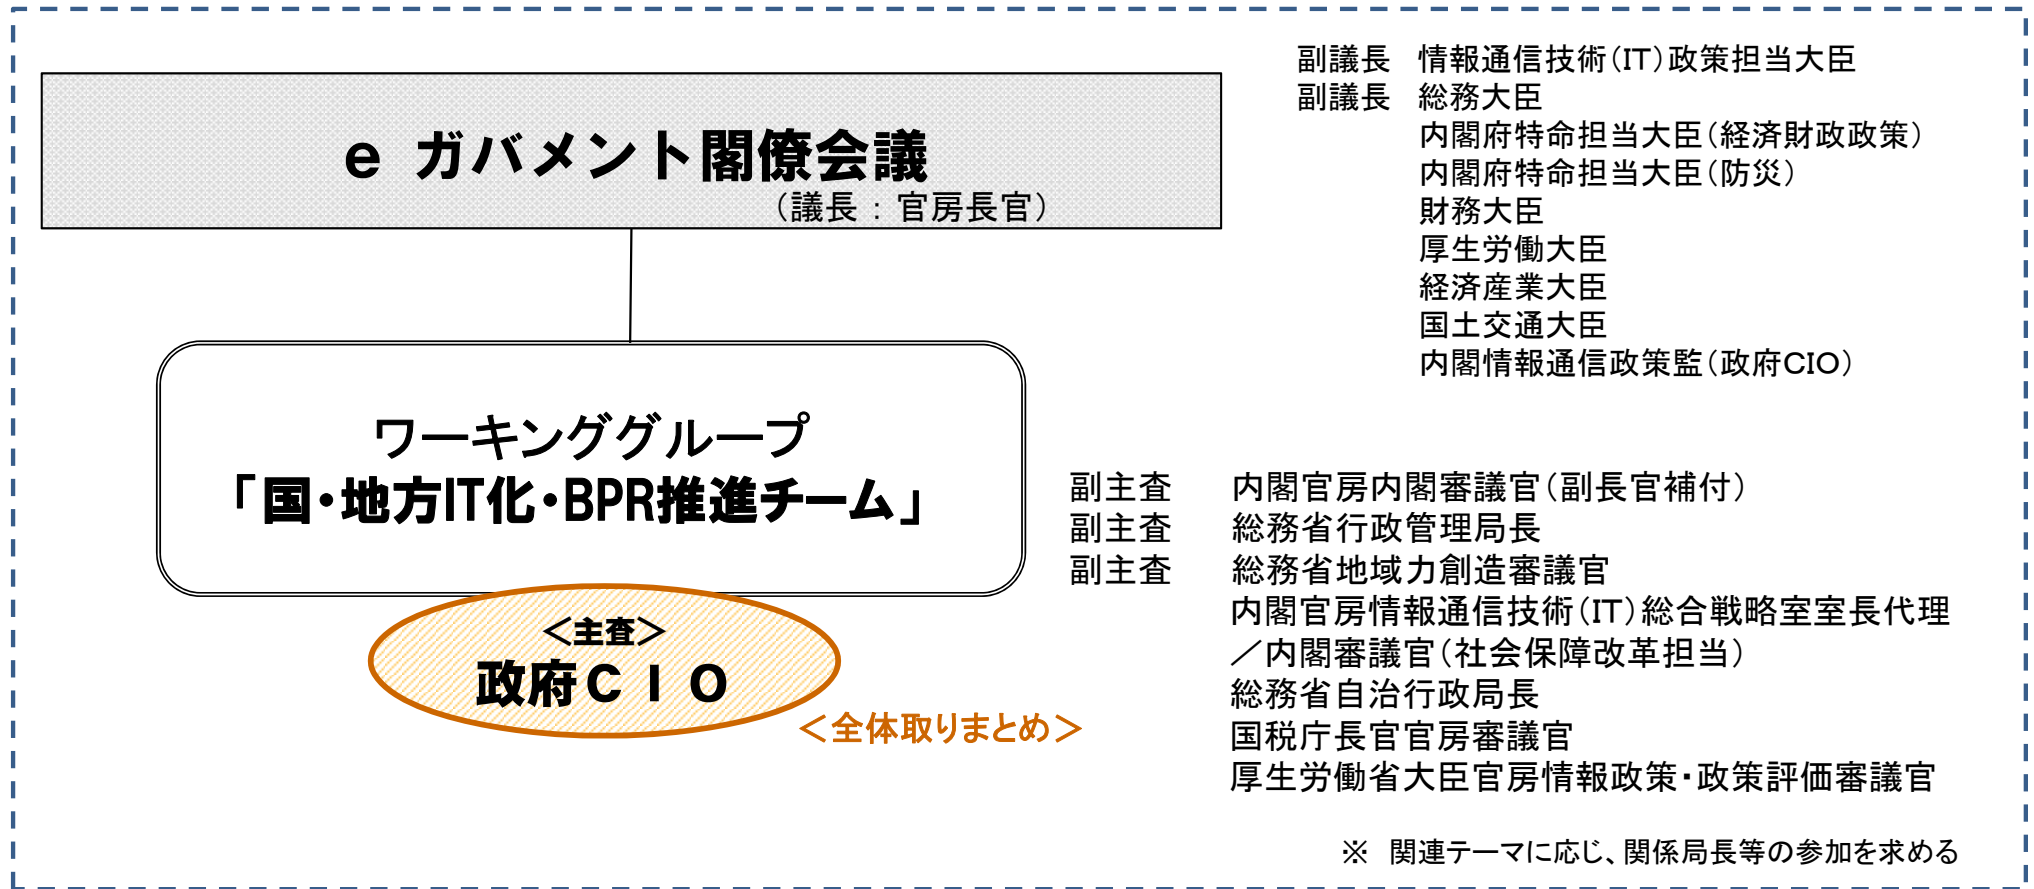 e ガバメント閣僚会議
（議長：官房長官）
副議長 情報通信技術(IT)政策担当大臣
副議長 総務大臣
内閣府特命担当大臣(経済財政政策)
内閣府特命担当大臣(防災)
財務大臣
厚生労働大臣
経済産業大臣
国土交通大臣
内閣情報通信政策監(政府CIO)
ワーキンググループ
「国・地方IT化・BPR推進チーム」
＜主査＞
政府ＣＩＯ
＜全体取りまとめ＞
副主査 内閣官房内閣審議官(副長官補付)
副主査 総務省行政管理局長
副主査 総務省地域力創造審議官
内閣官房情報通信技術(IT)総合戦略室室長代理
／内閣審議官(社会保障改革担当)
総務省自治行政局長
国税庁長官官房審議官
厚生労働省大臣官房情報政策・政策評価審議官
※ 関連テーマに応じ、関係局長等の参加を求める